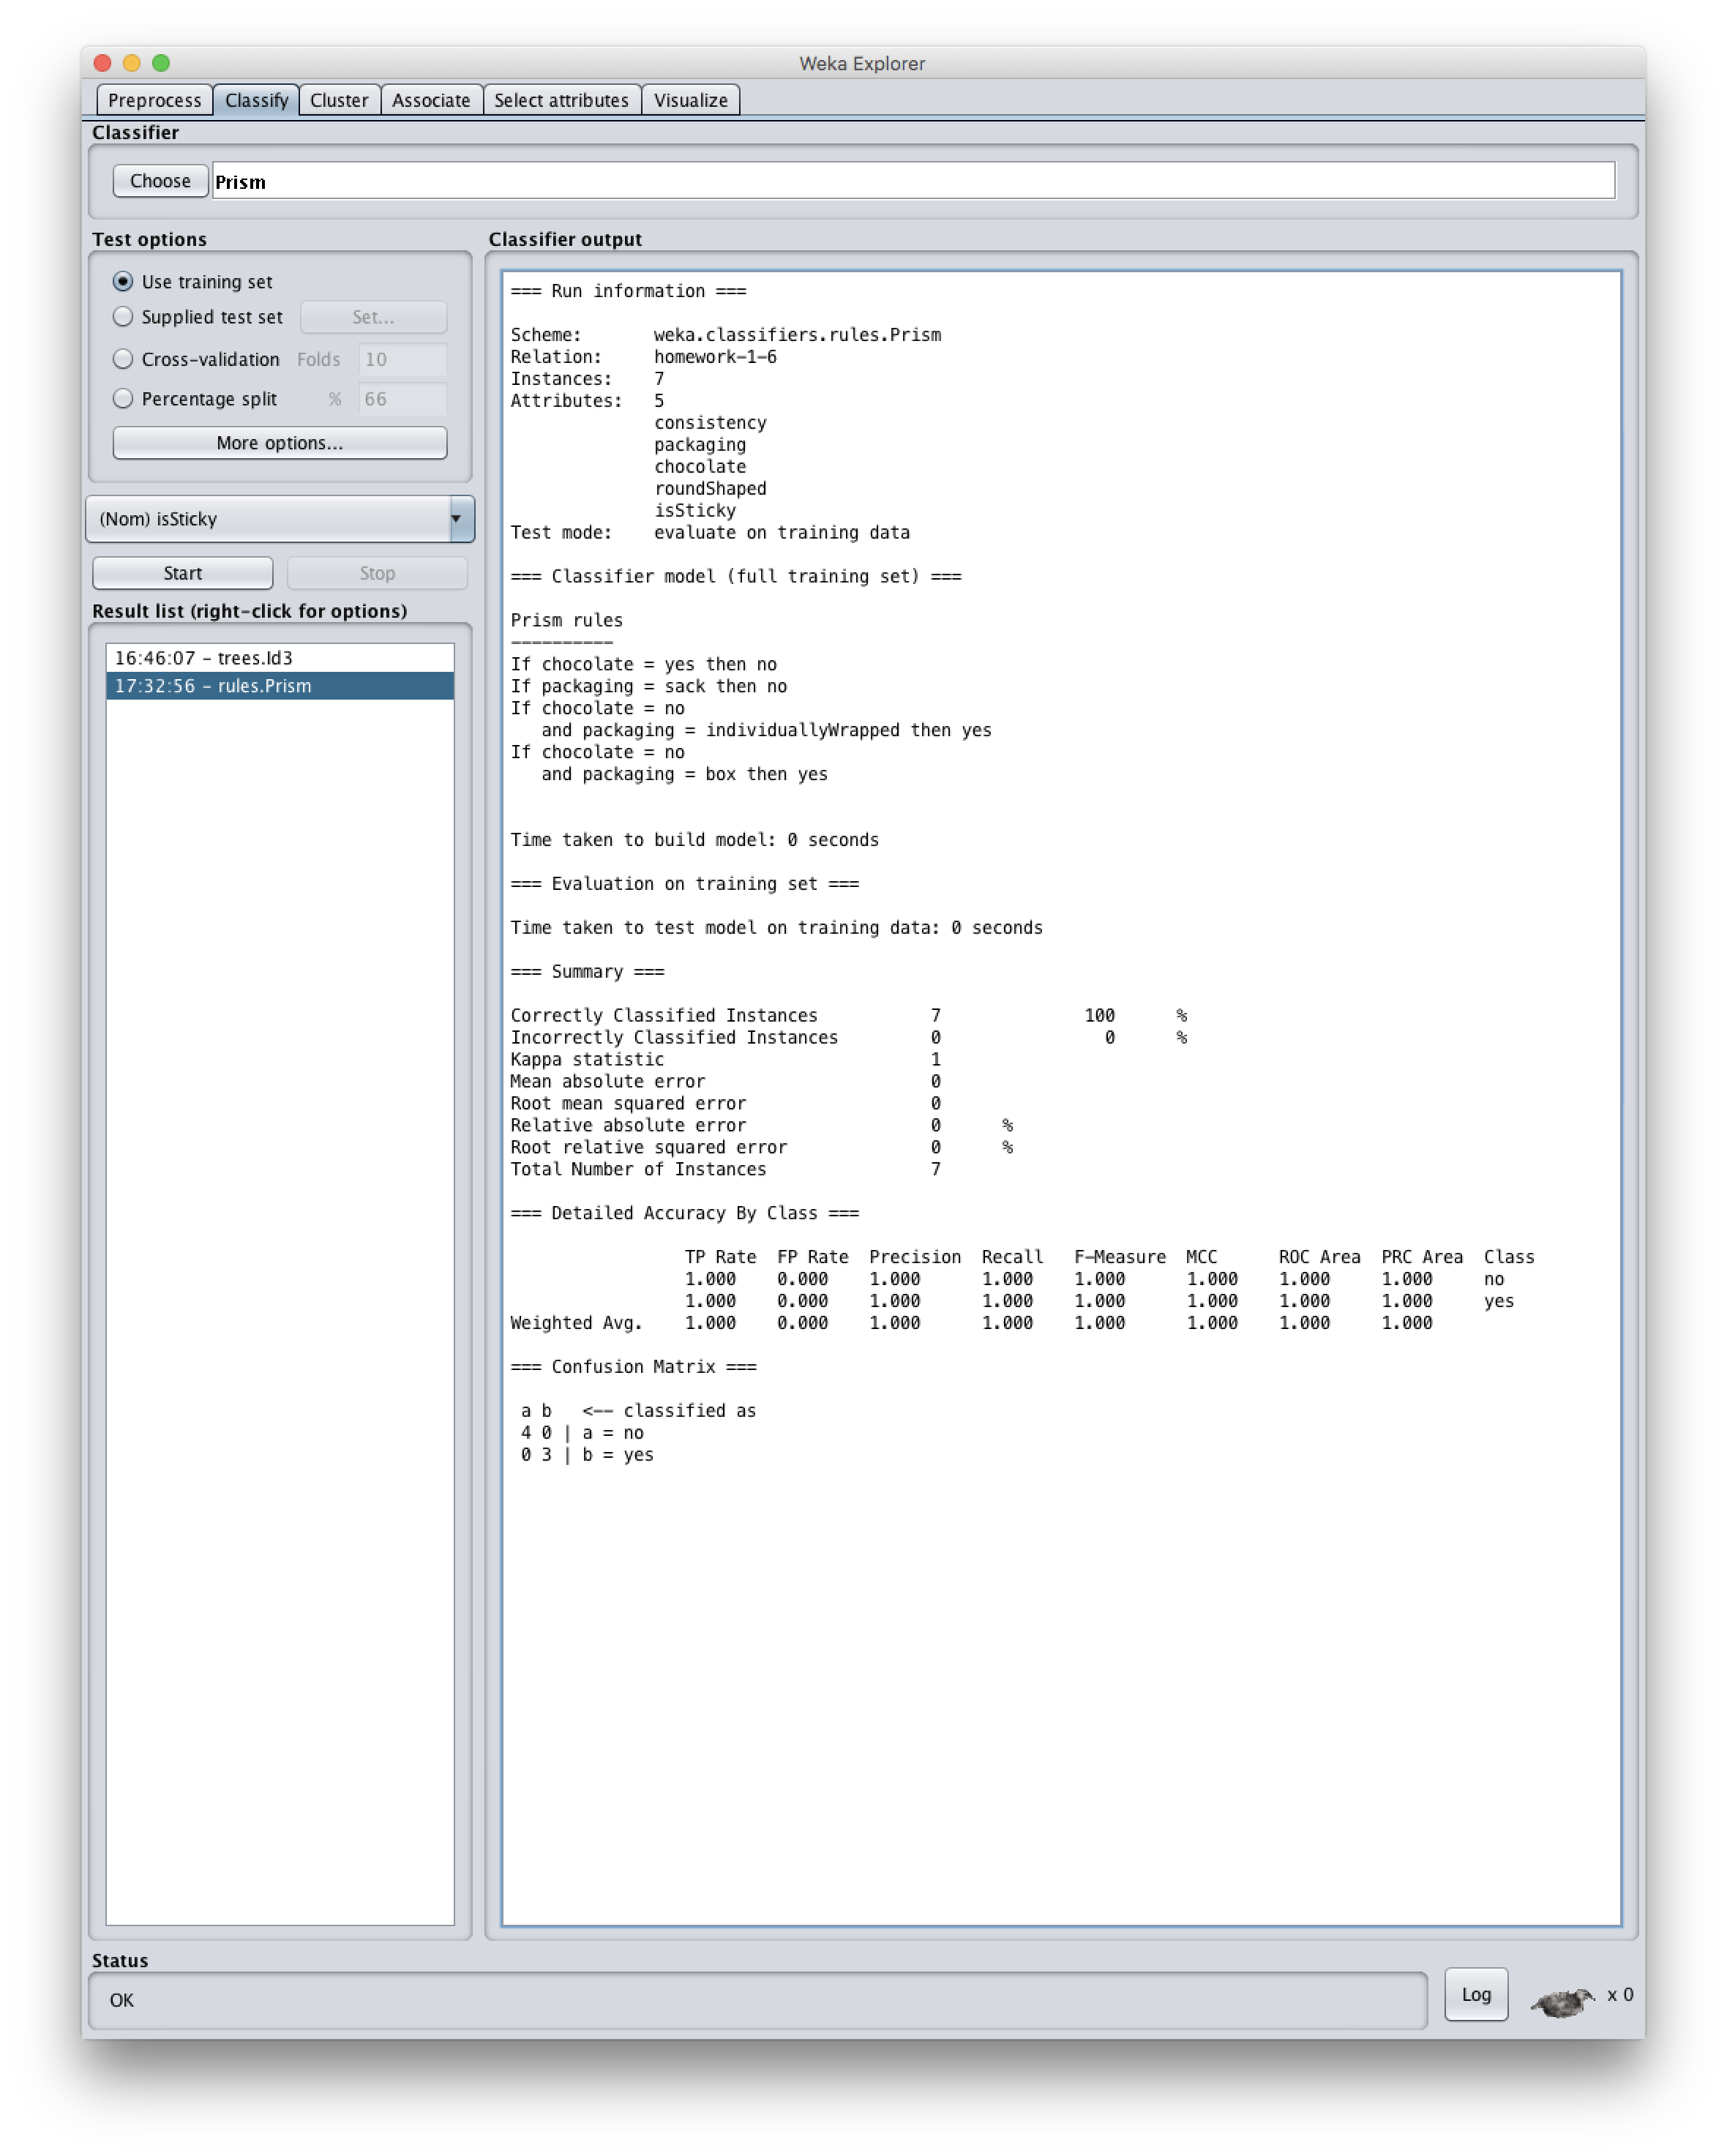 Weka Explorer
Preprocess Classify Cluster Associate Select attributes Visualize
Classifier
Choose Prism
Test options
Use training set
Supplied test set Set...
Cross-validation Folds 10
Percentage split % 66
More options...
(Nom) isSticky
Start Stop
Result list (right-click for options)
16:46:07 - trees.Id3
17:32:56 - rules.Prism
Classifier output
=== Run information ===
Scheme: weka.classifiers.rules.Prism
Relation: homework-1-6
Instances: 7
Attributes: 5
consistency
packaging
chocolate
roundShaped
isSticky
Test mode: evaluate on training data
=== Classifier model (full training set) ===
Prism rules
----------
If chocolate = yes then no
If packaging = sack then no
If chocolate = no
and packaging = individuallyWrapped then yes
If chocolate = no
and packaging = box then yes
Time taken to build model: 0 seconds
=== Evaluation on training set ===
Time taken to test model on training data: 0 seconds
=== Summary ===
Correctly Classified Instances 7 100 %
Incorrectly Classified Instances 0 0 %
Kappa statistic 1
Mean absolute error 0
Root mean squared error 0
Relative absolute error 0 %
Root relative squared error 0 %
Total Number of Instances 7
=== Detailed Accuracy By Class ===
TP Rate FP Rate Precision Recall F-Measure MCC ROC Area PRC Area Class
1.000 0.000 1.000 1.000 1.000 1.000 1.000 1.000 no
1.000 0.000 1.000 1.000 1.000 1.000 1.000 1.000 yes
Weighted Avg. 1.000 0.000 1.000 1.000 1.000 1.000 1.000 1.000
=== Confusion Matrix ===
a b <-- classified as
4 0 | a = no
0 3 | b = yes
Status
OK
Log
x 0